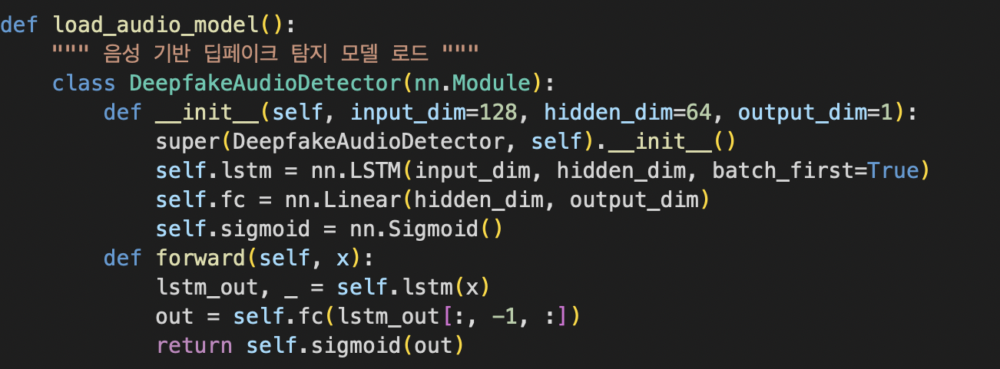 def load_audio_model():
    """ 음성 기반 딥페이크 탐지 모델 로드 """
    class DeepfakeAudioDetector(nn.Module):
        def __init__(self, input_dim=128, hidden_dim=64, output_dim=1):
            super(DeepfakeAudioDetector, self).__init__()
            self.lstm = nn.LSTM(input_dim, hidden_dim, batch_first=True)
            self.fc = nn.Linear(hidden_dim, output_dim)
            self.sigmoid = nn.Sigmoid()
        def forward(self, x):
            lstm_out, _ = self.lstm(x)
            out = self.fc(lstm_out[:, -1, :])
            return self.sigmoid(out)